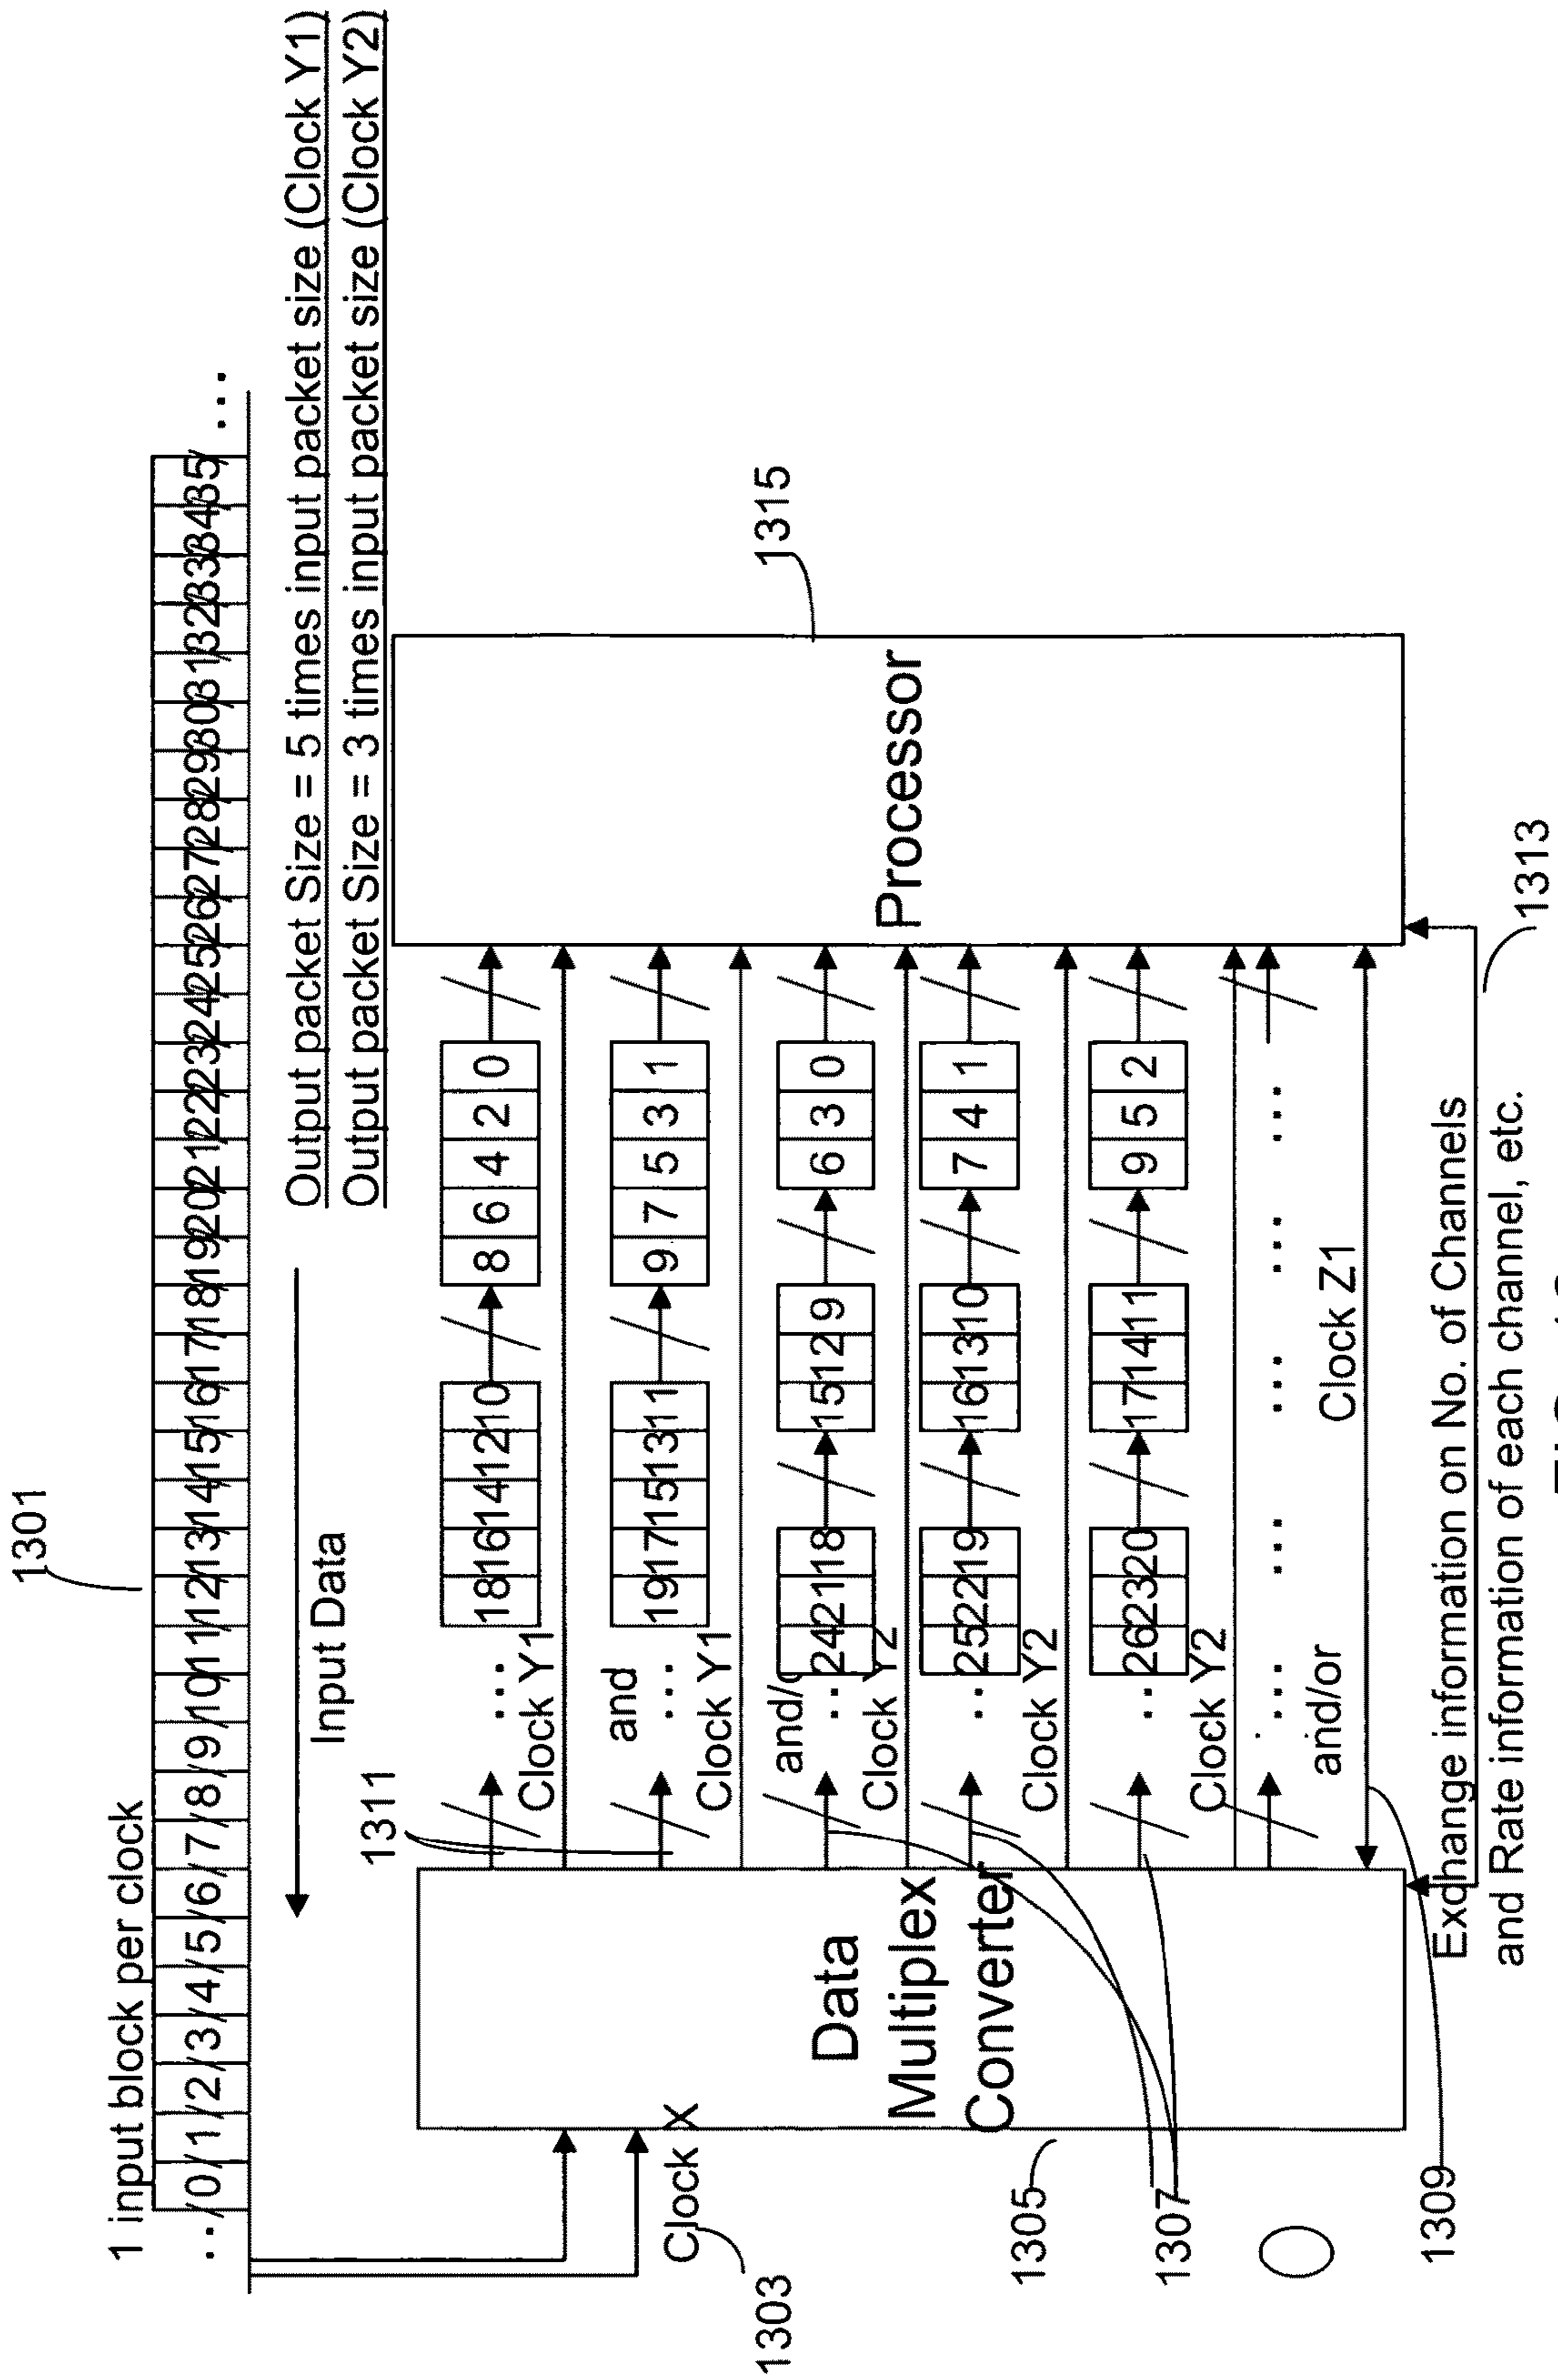 1301
1 input block per clock
../0/1/2/3/4/5/6/7/8/9/10/11/12/13/14/15/16/17/18/19/20/21/22/23/24/25/26/27/28/29/30/31/32/33/34/35/ ...
Input Data
Output packet Size = 5 times input packet size (Clock Y1)
Output packet Size = 3 times input packet size (Clock Y2)
1311
... 18 16 14 12 10 8 6 4 2 0
Clock Y1
and
... 19 17 15 13 11 9 7 5 3 1
Clock X
Clock Y1
1303
1315
and/
..24 21 18 15 12 9 6 3 0
Data
Multiplex
Converter
Clock Y2
Processor
..25 22 19 16 13 10 7 4 1
Clock Y2
1305
..26 23 20 17 14 11 9 5 2
1307
Clock Y2
... ... ... ... ...
and/or
Clock Z1
1309
Exchange information on No. of Channels
and Rate information of each channel, etc.
1313